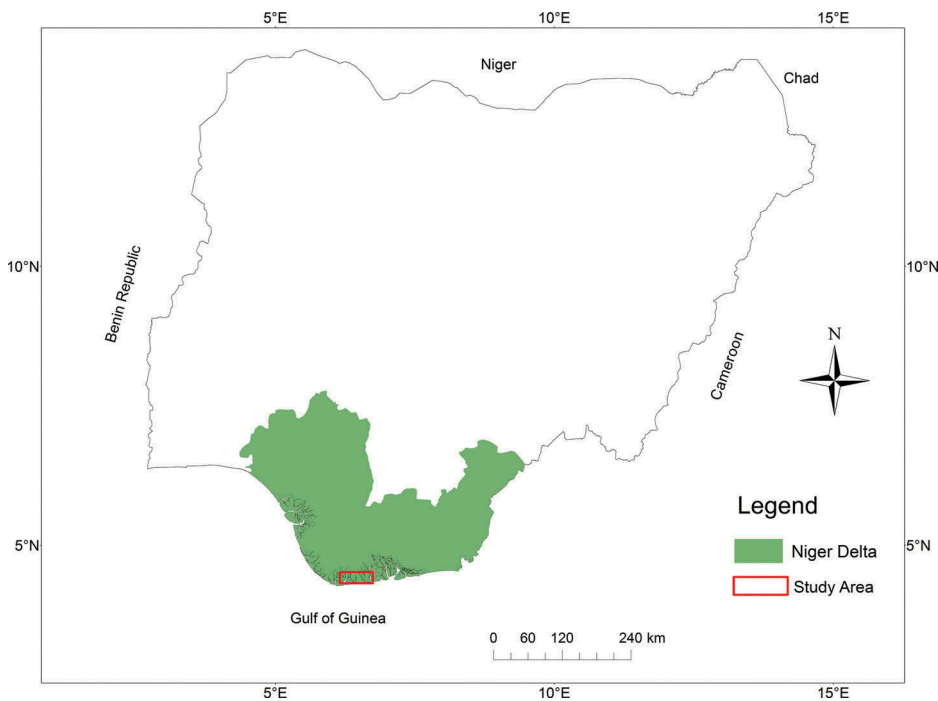 5°E 10°E 15°E
Niger
Chad
10°N 10°N
Benin Republic
Cameroon
N
Legend
Niger Delta
Study Area
5°N 5°N
Gulf of Guinea
0 60 120 240 km
5°E 10°E 15°E